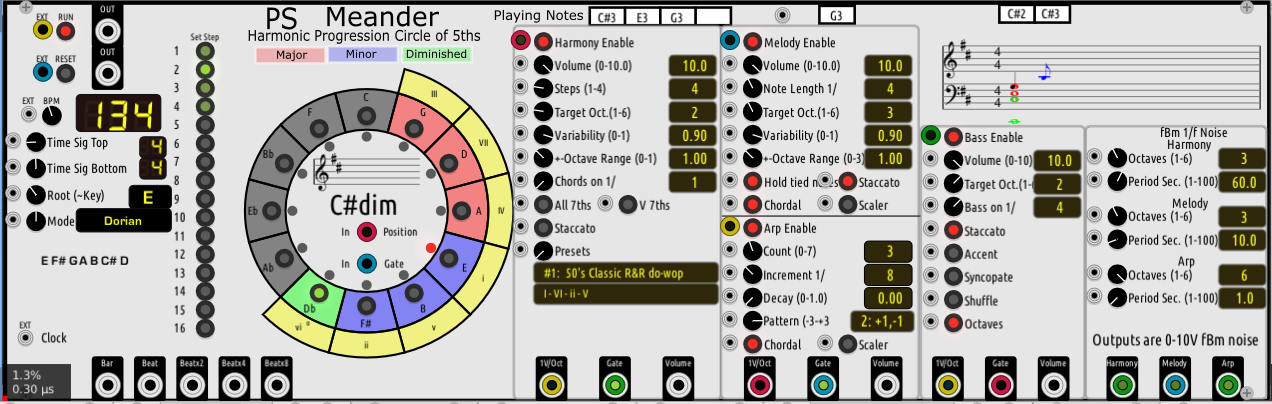 EXT RUN OUT
EXT RESET OUT
PS Meander
Harmonic Progression Circle of 5ths
Major Minor Diminished
EXT BPM 134
Time Sig Top 4
Time Sig Bottom 4
Root (~Key) E
Mode Dorian
E F# G A B C# D
EXT
Clock
1.3%
0.30 µs
Bar Beat Beatx2 Beatx4 Beatx8
Set Step
1
2
3
4
5
6
7
8
9
10
11
12
13
14
15
16
C
G
D
A
E
B
F#
Db
Ab
Eb
Bb
F
III
VII
IV
i
v
ii
vi °
C#dim
In Position
In Gate
Playing Notes C#3 E3 G3
G3
C#2 C#3
Harmony Enable
Volume (0-10.0) 10.0
Steps (1-4) 4
Target Oct.(1-6) 2
Variability (0-1) 0.90
+-Octave Range (0-1) 1.00
Chords on 1/ 1
All 7ths V 7ths
Staccato
Presets
#1: 50's Classic R&R do-wop
I - VI - ii - V
1V/Oct Gate Volume
Melody Enable
Volume (0-10.0) 10.0
Note Length 1/ 4
Target Oct.(1-6) 3
Variability (0-1) 0.90
+-Octave Range (0-3) 1.00
Hold tied Staccato
Chordal Scaler
Arp Enable
Count (0-7) 3
Increment 1/ 8
Decay (0-1.0) 0.00
Pattern (-3-+3 2: +1,-1
Chordal Scaler
1V/Oct Gate Volume
4
4
4
4
Bass Enable
Volume (0-10) 10.0
Target Oct.(1- 2
Bass on 1/ 4
Staccato
Accent
Syncopate
Shuffle
Octaves
1V/Oct Gate Volume
fBm 1/f Noise
Harmony
Octaves (1-6) 3
Period Sec. (1-100) 60.0
Melody
Octaves (1-6) 3
Period Sec. (1-100) 10.0
Arp
Octaves (1-6) 6
Period Sec. (1-100) 1.0
Outputs are 0-10V fBm noise
Harmony Melody Arp